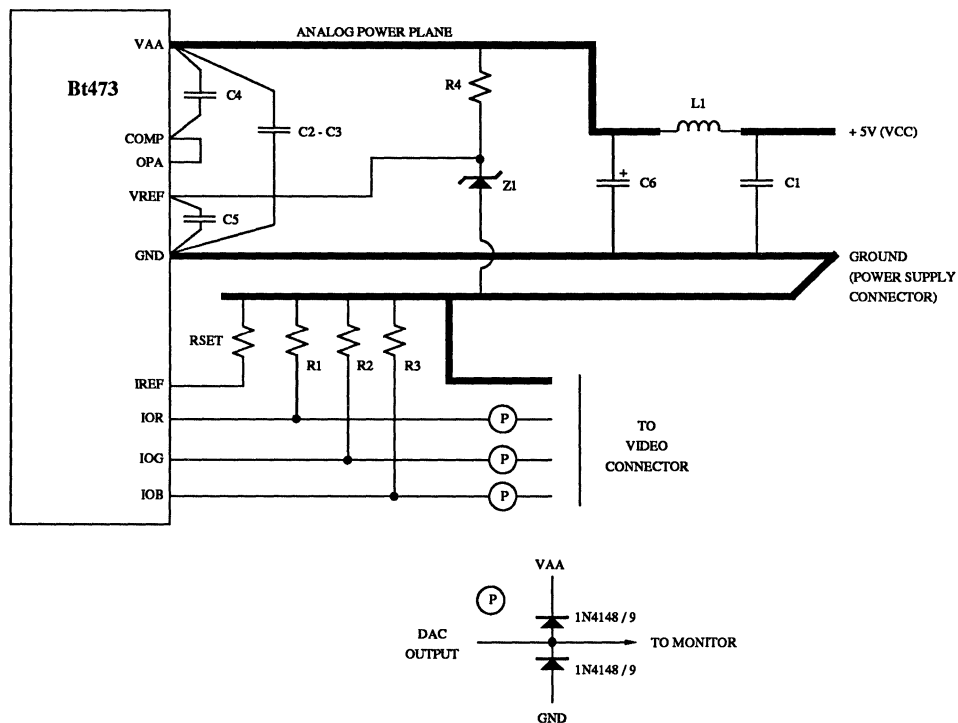 VAA
ANALOG POWER PLANE
Bt473
R4
C4
L1
C2 - C3
+ 5V (VCC)
COMP
OPA
+
Z1
C6
C1
VREF
C5
GND
GROUND
(POWER SUPPLY
CONNECTOR)
RSET
R1
R2
R3
IREF
IOR
P
TO
VIDEO
CONNECTOR
IOG
P
IOB
P
VAA
P
1N4148 / 9
DAC
OUTPUT
TO MONITOR
1N4148 / 9
GND